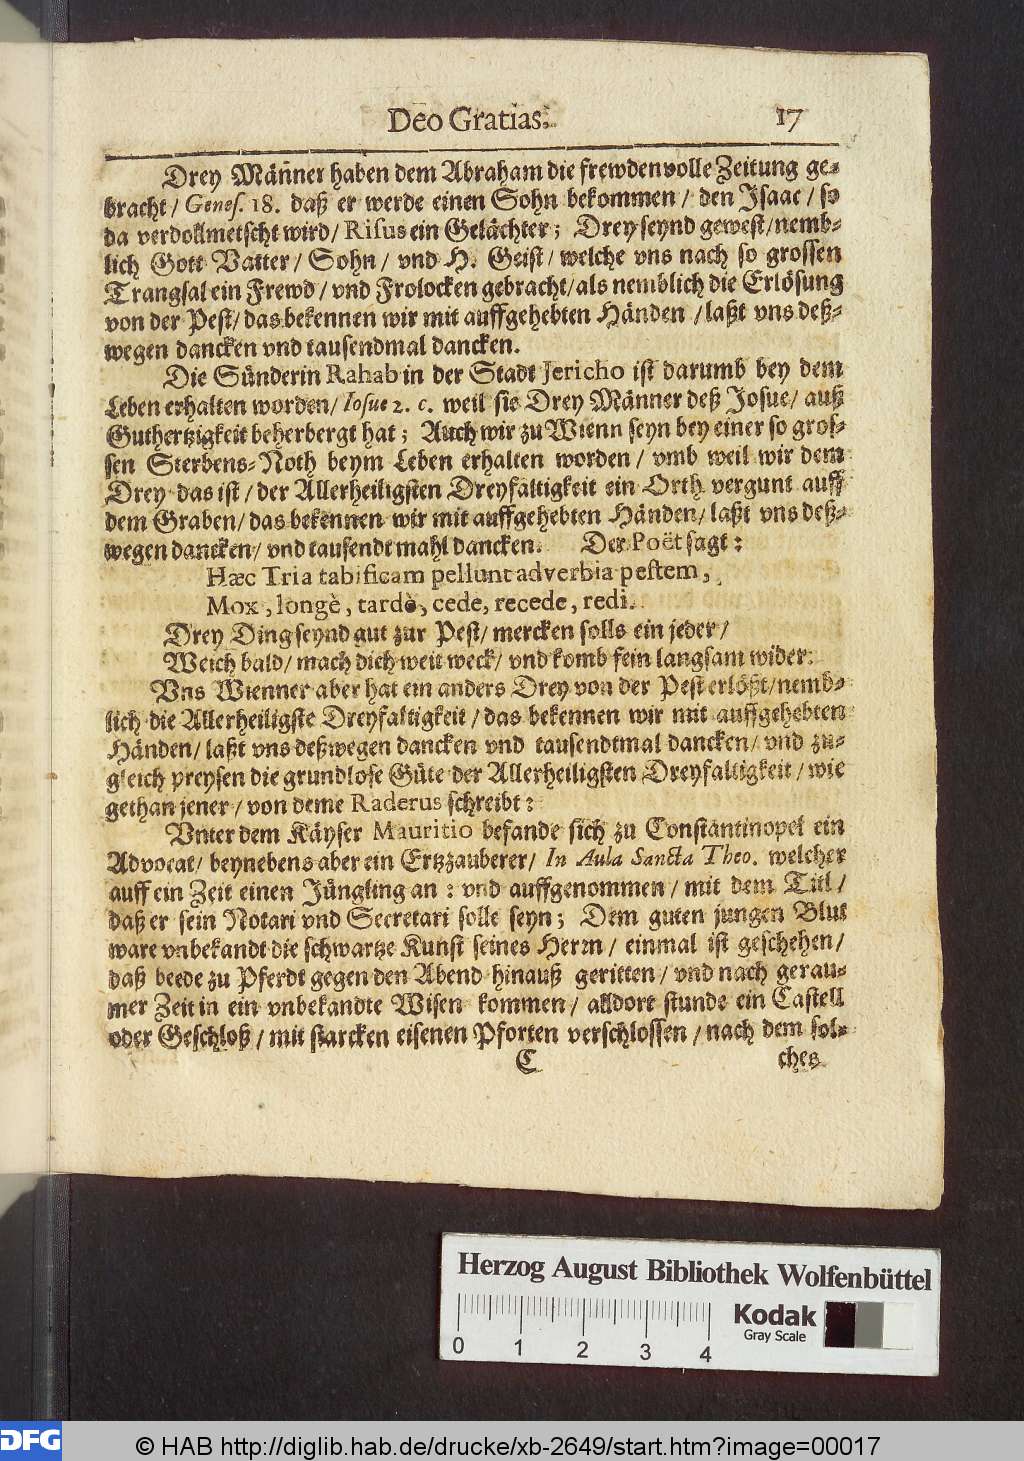 Deo Gratias. 17
Drey Mäñner haben dem Abraham die frewdenvolle Zeitung ge-
bracht/ Genes. 18. daß er werde einen Sohn bekommen/ den Isaac/ so
da verdollmetscht wird/ Risus ein Gelächter; Drey seynd gewest/ nemb-
lich Gott Vatter/ Sohn/ vnd H. Geist/ welche vns nach so grossen
Trangsal ein Frewd/ vnd Frolocken gebracht/ als nemblich die Erlösung
von der Pest/ das bekennen wir mit auffgehebten Händen/ laßt vns deß-
wegen dancken vnd tausendmal dancken.
Die Sünderin Rahab in der Stadt Jericho ist darumb bey dem
Leben erhalten worden/ Iosue 2. c. weil sie Drey Männer deß Josue/ auß
Guthertzigkeit beherbergt hat; Auch wir zu Wienn seyn bey einer so gros-
sen Sterbens-Noth beym Leben erhalten worden/ vmb weil wir dem
Drey das ist/ der Allerheiligsten Dreyfaltigkeit ein Orth vergunt auff
dem Graben/ das bekennen wir mit auffgehebten Händen/ laßt vns deß-
wegen dancken/ vnd tausendt mahl dancken. Der Poët sagt:
Hæc Tria tabificam pellunt adverbia pestem,
Mox, longè, tardè, cede, recede, redi.
Drey Ding seynd gut zur Pest/ mercken solls ein jeder/
Weich bald/ mach dich weit weck/ vnd komb fein langsam wider.
Vns Wienner aber hat ein anders Drey von der Pest erlößt/ nemb-
lich die Allerheiligste Dreyfaltigkeit/ das bekennen wir mit auffgehebten
Händen/ laßt vns deßwegen dancken vnd tausendtmal dancken/ vnd zu-
gleich preysen die grundlose Güte der Allerheiligsten Dreyfaltigkeit/ wie
gethan jener/ von deme Raderus schreibt:
Vnter dem Käyser Mauritio befande sich zu Constantinopel ein
Advocat/ beynebens aber ein Ertzzauberer/ In Aula Sancta Theo. welcher
auff ein Zeit einen Jüngling an: vnd auffgenommen/ mit dem Titl/
daß er sein Notari vnd Secretari solle seyn; Dem guten jungen Blut
ware vnbekandt die schwartze Kunst seines Herrn/ einmal ist geschehen/
daß beede zu Pferdt gegen den Abend hinauß geritten/ vnd nach gerau-
mer Zeit in ein vnbekandte Wisen kommen/ alldort stunde ein Castell
oder Geschloß/ mit starcken eisenen Pforten verschlossen/ nach dem sol-
C ches
Herzog August Bibliothek Wolfenbüttel
Kodak
Gray Scale
0 1 2 3 4
DFG © HAB http://diglib.hab.de/drucke/xb-2649/start.htm?image=00017